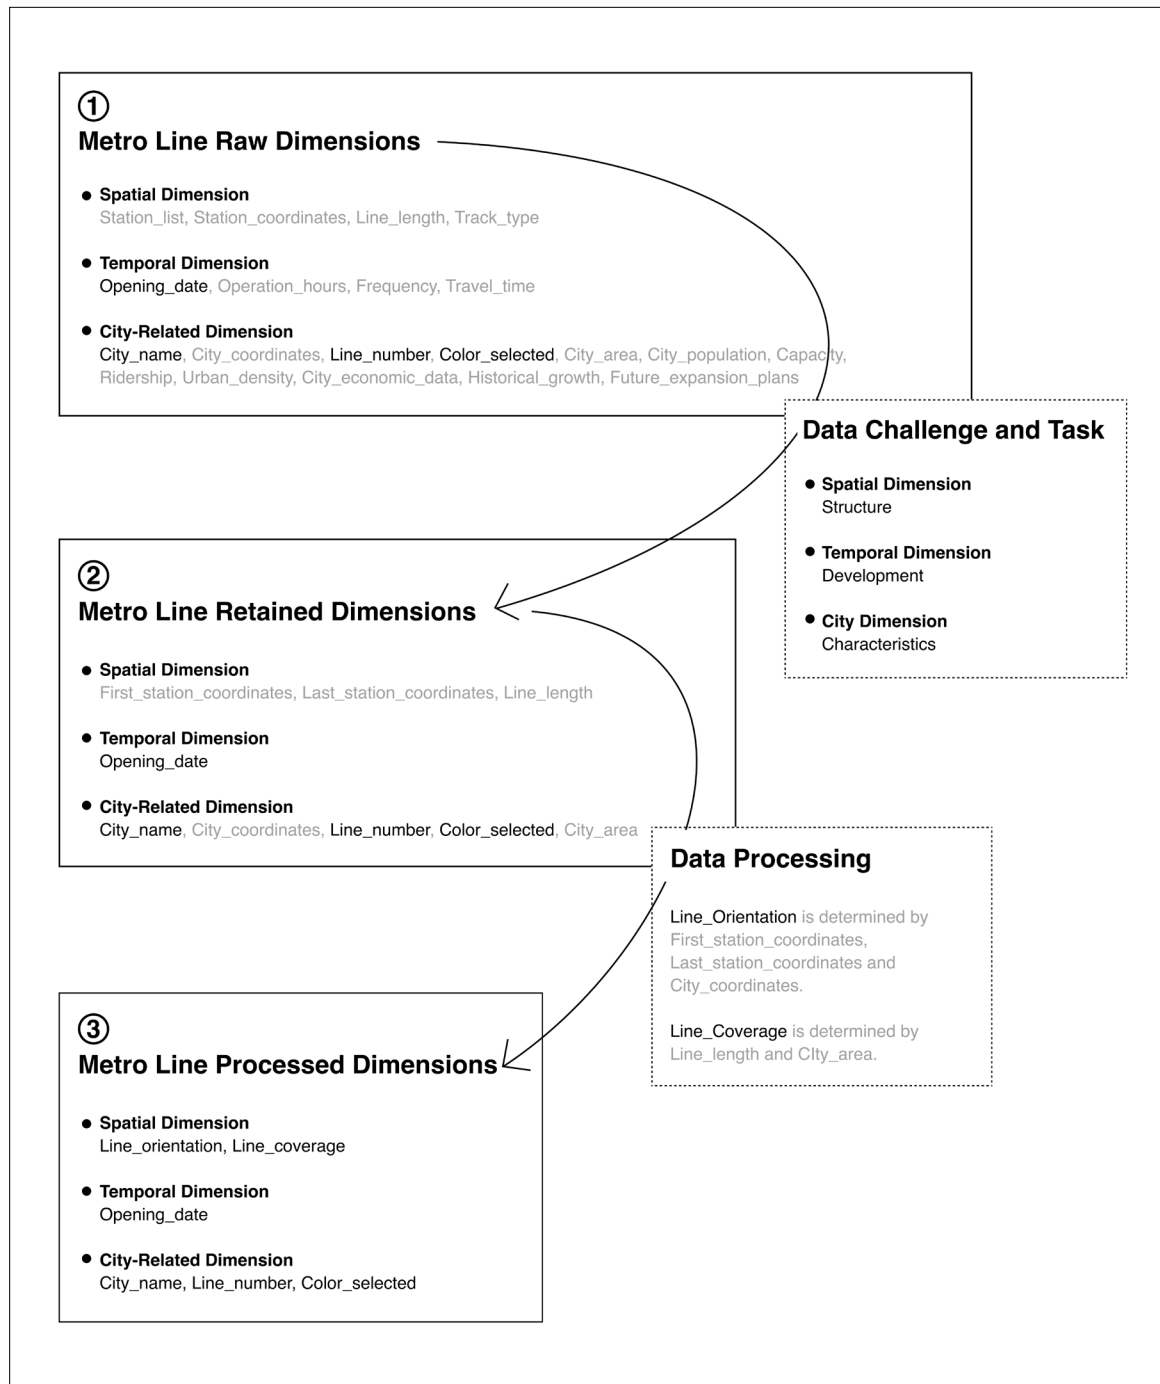 ①
Metro Line Raw Dimensions
● Spatial Dimension
Station_list, Station_coordinates, Line_length, Track_type
● Temporal Dimension
Opening_date, Operation_hours, Frequency, Travel_time
● City-Related Dimension
City_name, City_coordinates, Line_number, Color_selected, City_area, City_population, Capacity,
Ridership, Urban_density, City_economic_data, Historical_growth, Future_expansion_plans
Data Challenge and Task
● Spatial Dimension
Structure
● Temporal Dimension
Development
● City Dimension
Characteristics
②
Metro Line Retained Dimensions
● Spatial Dimension
First_station_coordinates, Last_station_coordinates, Line_length
● Temporal Dimension
Opening_date
● City-Related Dimension
City_name, City_coordinates, Line_number, Color_selected, City_area
Data Processing
Line_Orientation is determined by
First_station_coordinates,
Last_station_coordinates and
City_coordinates.
Line_Coverage is determined by
Line_length and CIty_area.
③
Metro Line Processed Dimensions
● Spatial Dimension
Line_orientation, Line_coverage
● Temporal Dimension
Opening_date
● City-Related Dimension
City_name, Line_number, Color_selected